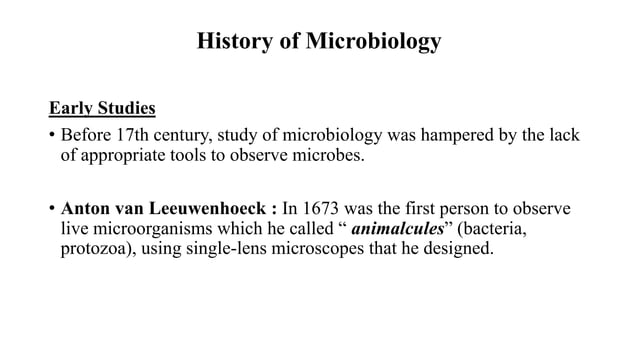 History of Microbiology
Early Studies
• Before 17th century, study of microbiology was hampered by the lack
of appropriate tools to observe microbes.
• Anton van Leeuwenhoeck : In 1673 was the first person to observe
live microorganisms which he called “ animalcules” (bacteria,
protozoa), using single-lens microscopes that he designed.